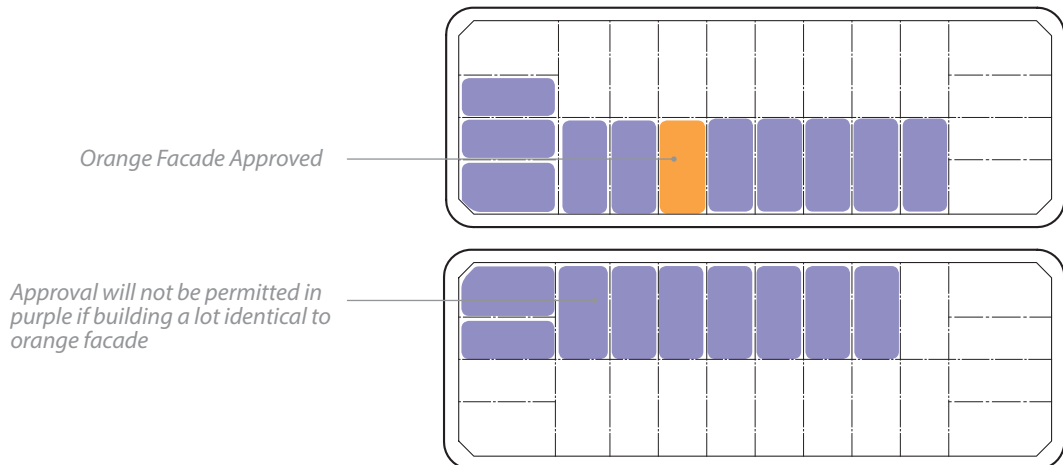 Orange Facade Approved
Approval will not be permitted in
purple if building a lot identical to
orange facade